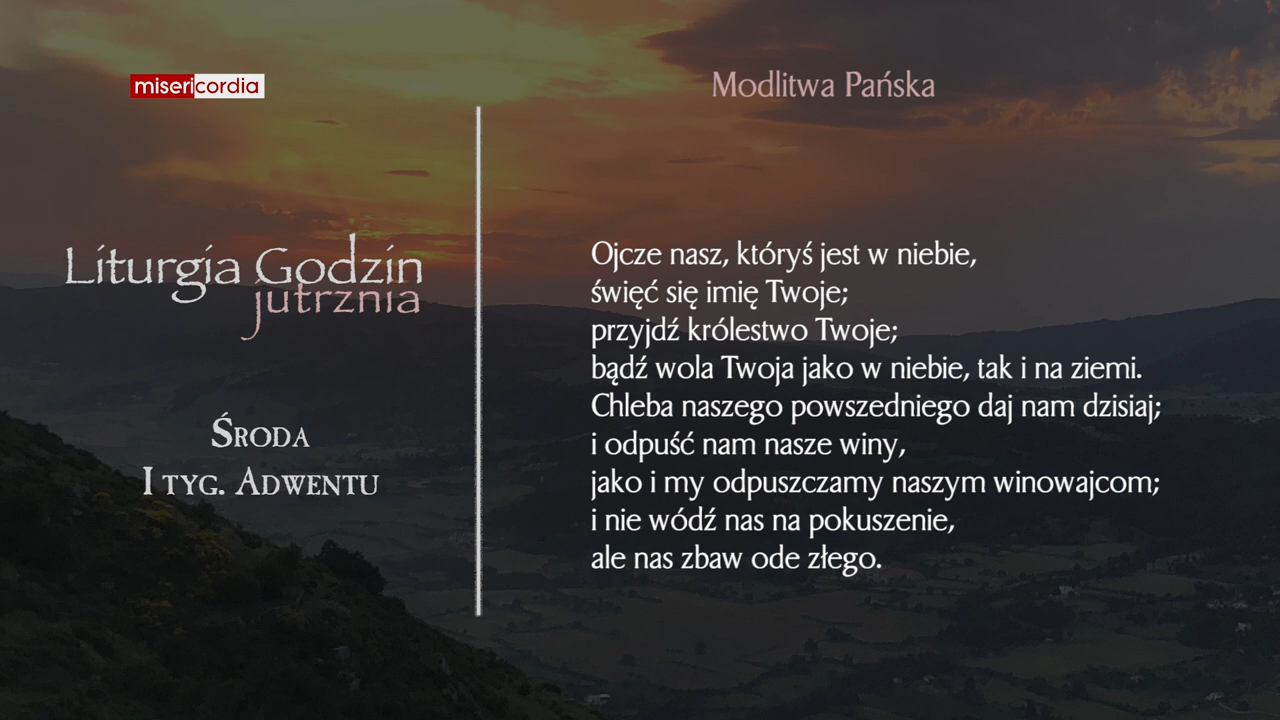 misericordia
Liturgia Godzin
jutrznia
Środa
I tyg. Adwentu
Modlitwa Pańska
Ojcze nasz, któryś jest w niebie,
święć się imię Twoje;
przyjdź królestwo Twoje;
bądź wola Twoja jako w niebie, tak i na ziemi.
Chleba naszego powszedniego daj nam dzisiaj;
i odpuść nam nasze winy,
jako i my odpuszczamy naszym winowajcom;
i nie wódź nas na pokuszenie,
ale nas zbaw ode złego.